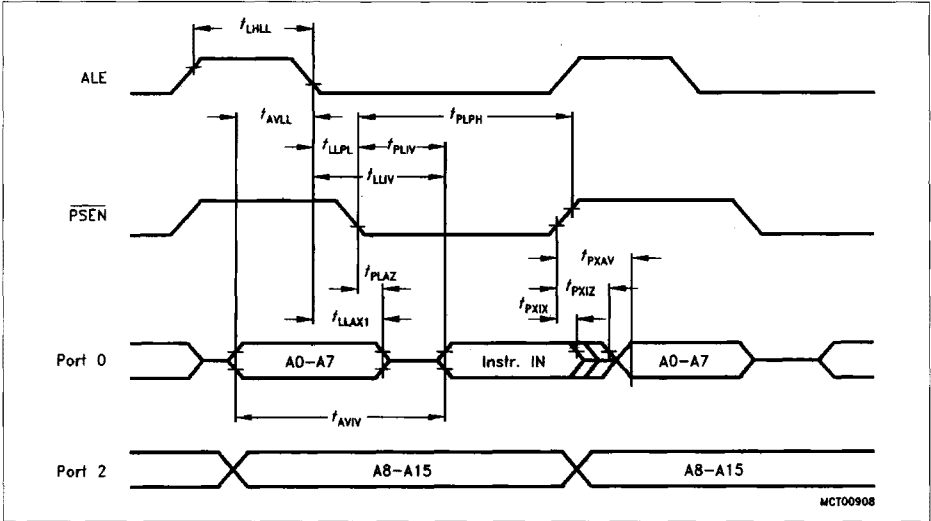 tLHLL
ALE
tAVLL
tPLPH
tLLPL
tPLIV
tLLIV
PSEN
tPXAV
tPLAZ
tPXIZ
tPXIX
tLLAX1
Port 0
A0-A7
Instr. IN
A0-A7
tAVIV
Port 2
A8-A15
A8-A15
MCT00908